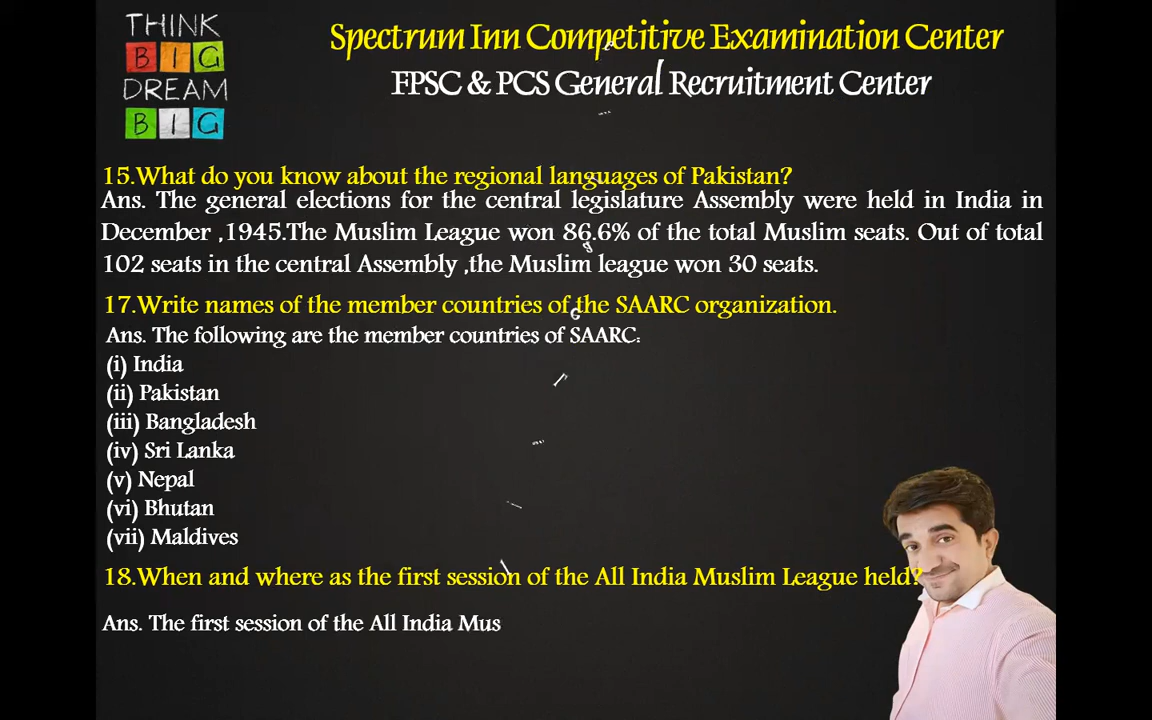 THINK
BIG
DREAM
BIG
Spectrum Inn Competitive Examination Center
FPSC & PCS General Recruitment Center
15.What do you know about the regional languages of Pakistan?
Ans. The general elections for the central legislature Assembly were held in India in
December ,1945.The Muslim League won 86.6% of the total Muslim seats. Out of total
102 seats in the central Assembly ,the Muslim league won 30 seats.
17.Write names of the member countries of the SAARC organization.
Ans. The following are the member countries of SAARC:
(i) India
(ii) Pakistan
(iii) Bangladesh
(iv) Sri Lanka
(v) Nepal
(vi) Bhutan
(vii) Maldives
18.When and where as the first session of the All India Muslim League held?
Ans. The first session of the All India Mus